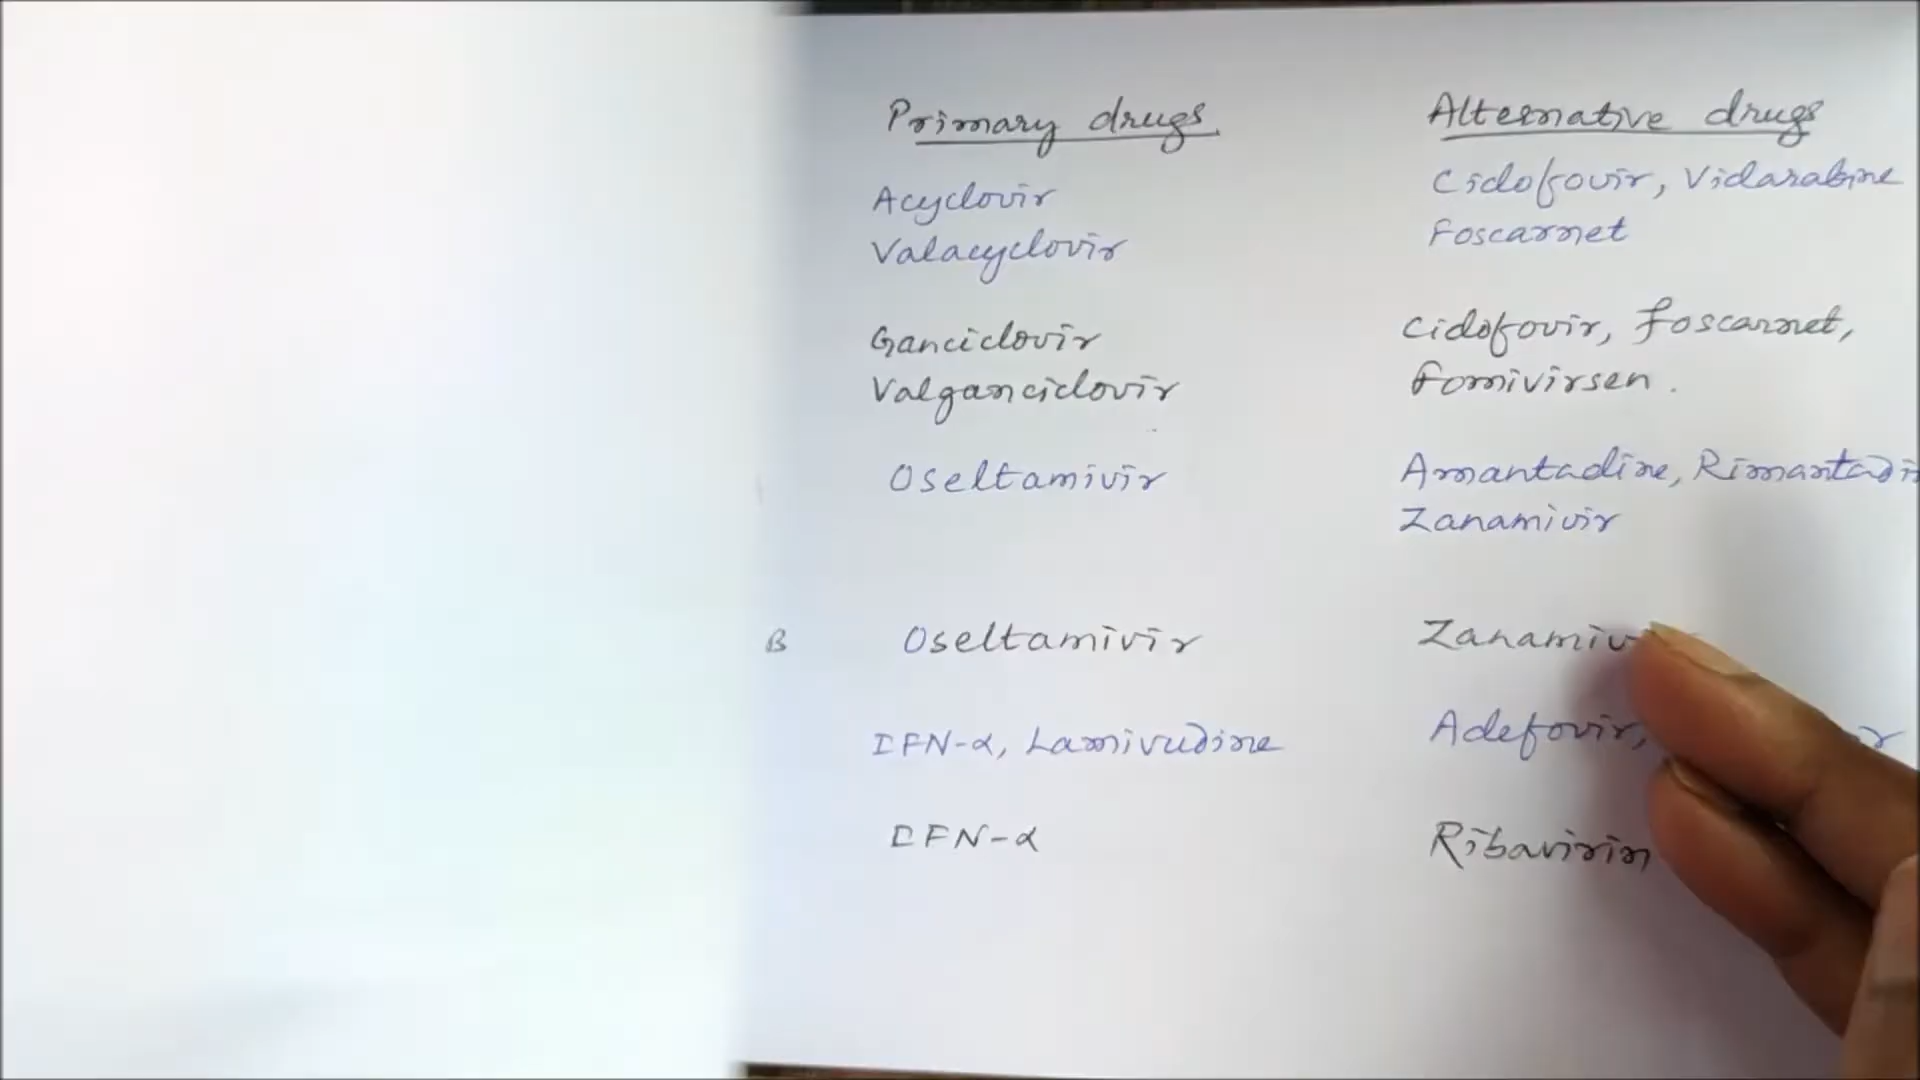 Primary drugs
Alternative drugs
Acyclovir
Valacyclovir
Cidofovir, Vidarabine
Foscarnet
Ganciclovir
Valganciclovir
Cidofovir, Foscarnet,
Fomivirsen.
Oseltamivir
Amantadine,
Zanamivir
B
Oseltamivir
IFN-α, Lamivudine
Adefovir,
IFN-α
Ribavirin